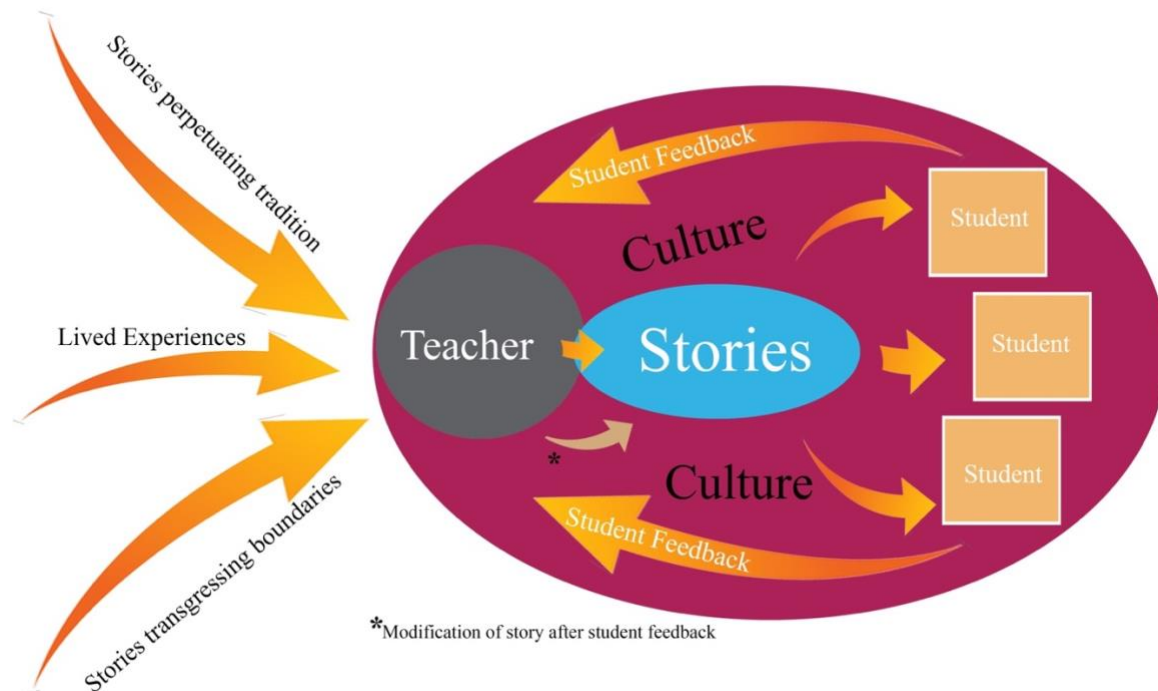 Stories perpetuating tradition
Lived Experiences
Stories transgressing boundaries
Student Feedback
Culture
Student
Teacher
Stories
Student
*
Culture
Student
Student Feedback
*Modification of story after student feedback